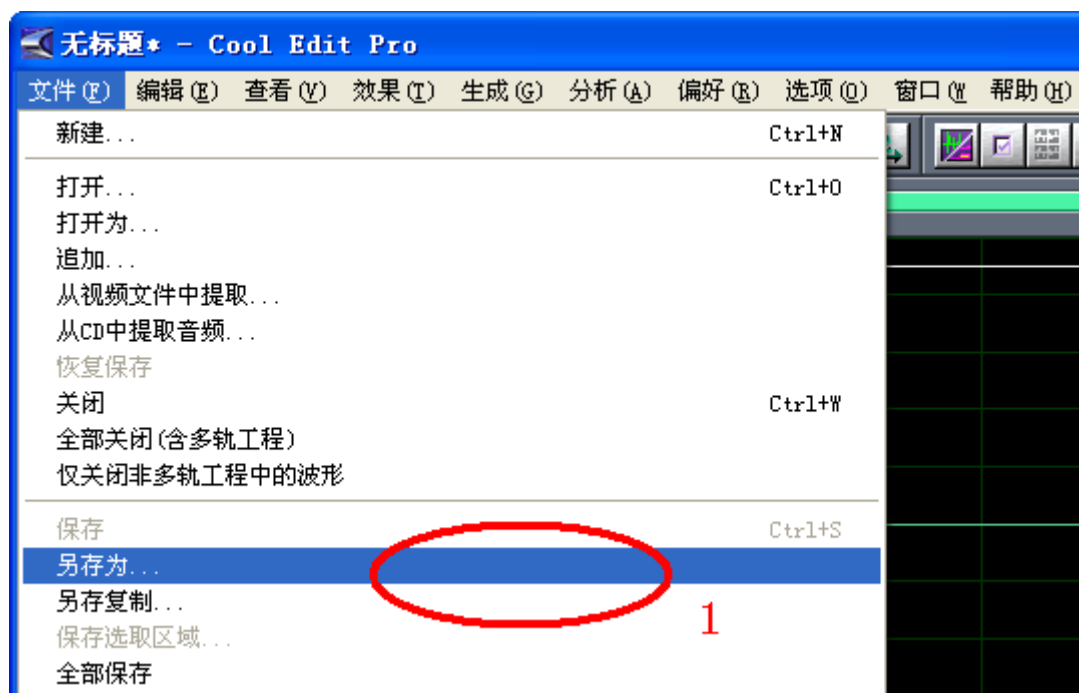 无标题* - Cool Edit Pro
文件(F) 编辑(E) 查看(V) 效果(T) 生成(G) 分析(A) 偏好(R) 选项(O) 窗口(W 帮助(H)
新建... Ctrl+N
打开... Ctrl+O
打开为...
追加...
从视频文件中提取...
从CD中提取音频...
恢复保存
关闭 Ctrl+W
全部关闭(含多轨工程)
仅关闭非多轨工程中的波形
保存 Ctrl+S
另存为...
另存复制...
1
保存选取区域...
全部保存